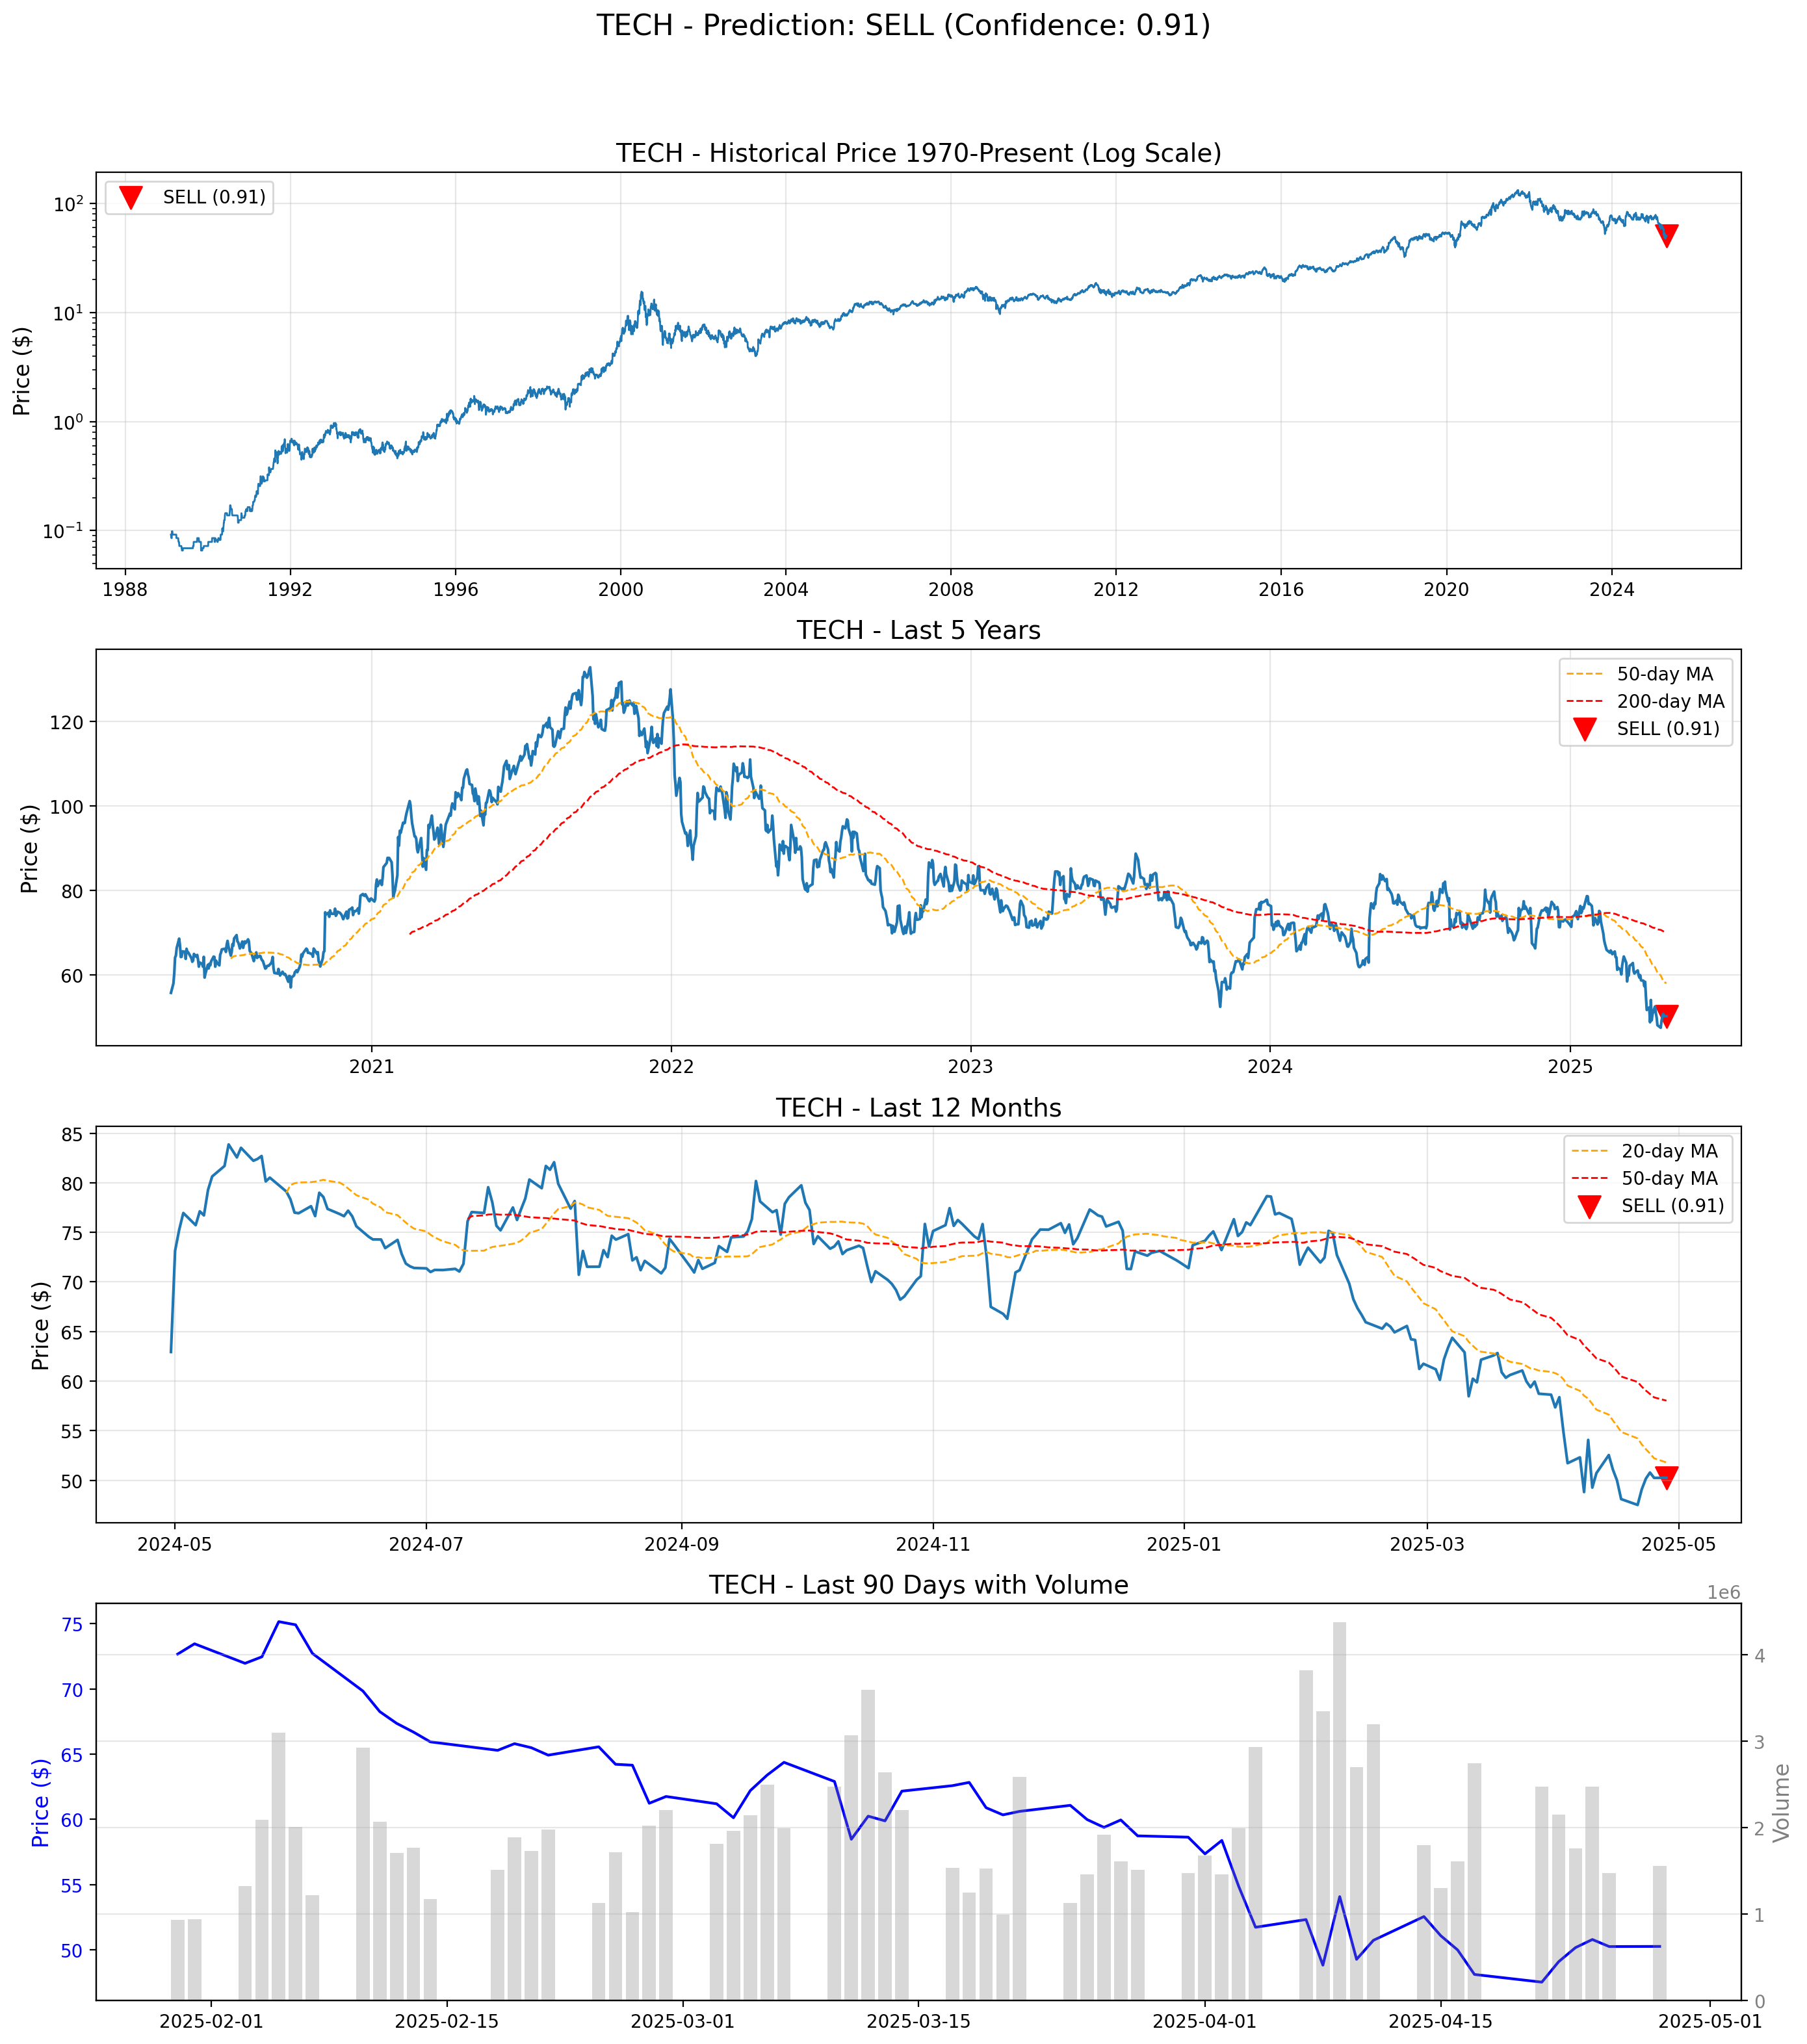 TECH - Prediction: SELL (Confidence: 0.91)
TECH - Historical Price 1970-Present (Log Scale)
SELL (0.91)
Price ($)
10²
10¹
10⁰
10⁻¹
1988 1992 1996 2000 2004 2008 2012 2016 2020 2024
TECH - Last 5 Years
50-day MA
200-day MA
SELL (0.91)
Price ($)
120
100
80
60
2021 2022 2023 2024 2025
TECH - Last 12 Months
20-day MA
50-day MA
SELL (0.91)
Price ($)
85
80
75
70
65
60
55
50
2024-05 2024-07 2024-09 2024-11 2025-01 2025-03 2025-05
TECH - Last 90 Days with Volume
1e6
Price ($)
75
70
65
60
55
50
4
3
2
1
0
Volume
2025-02-01 2025-02-15 2025-03-01 2025-03-15 2025-04-01 2025-04-15 2025-05-01